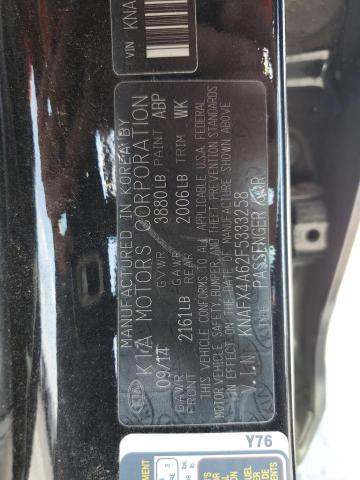 VIN KNA
MANUFACTURED IN KOREA BY
KIA MOTORS CORPORATION
09/14 GVWR 3880LB PAINT ABP
GAWR FRONT 2161LB GAWR REAR 2006LB TRIM WK
THIS VEHICLE CONFORMS TO ALL APPLICABLE U.S.A. FEDERAL
MOTOR VEHICLE SAFETY, BUMPER, AND THEFT PREVENTION STANDARDS
IN EFFECT ON THE DATE OF MANUFACTURE SHOWN ABOVE.
V.I.N: KNAFX4A62F5333258
PASSENGER CAR
KIA
Y76